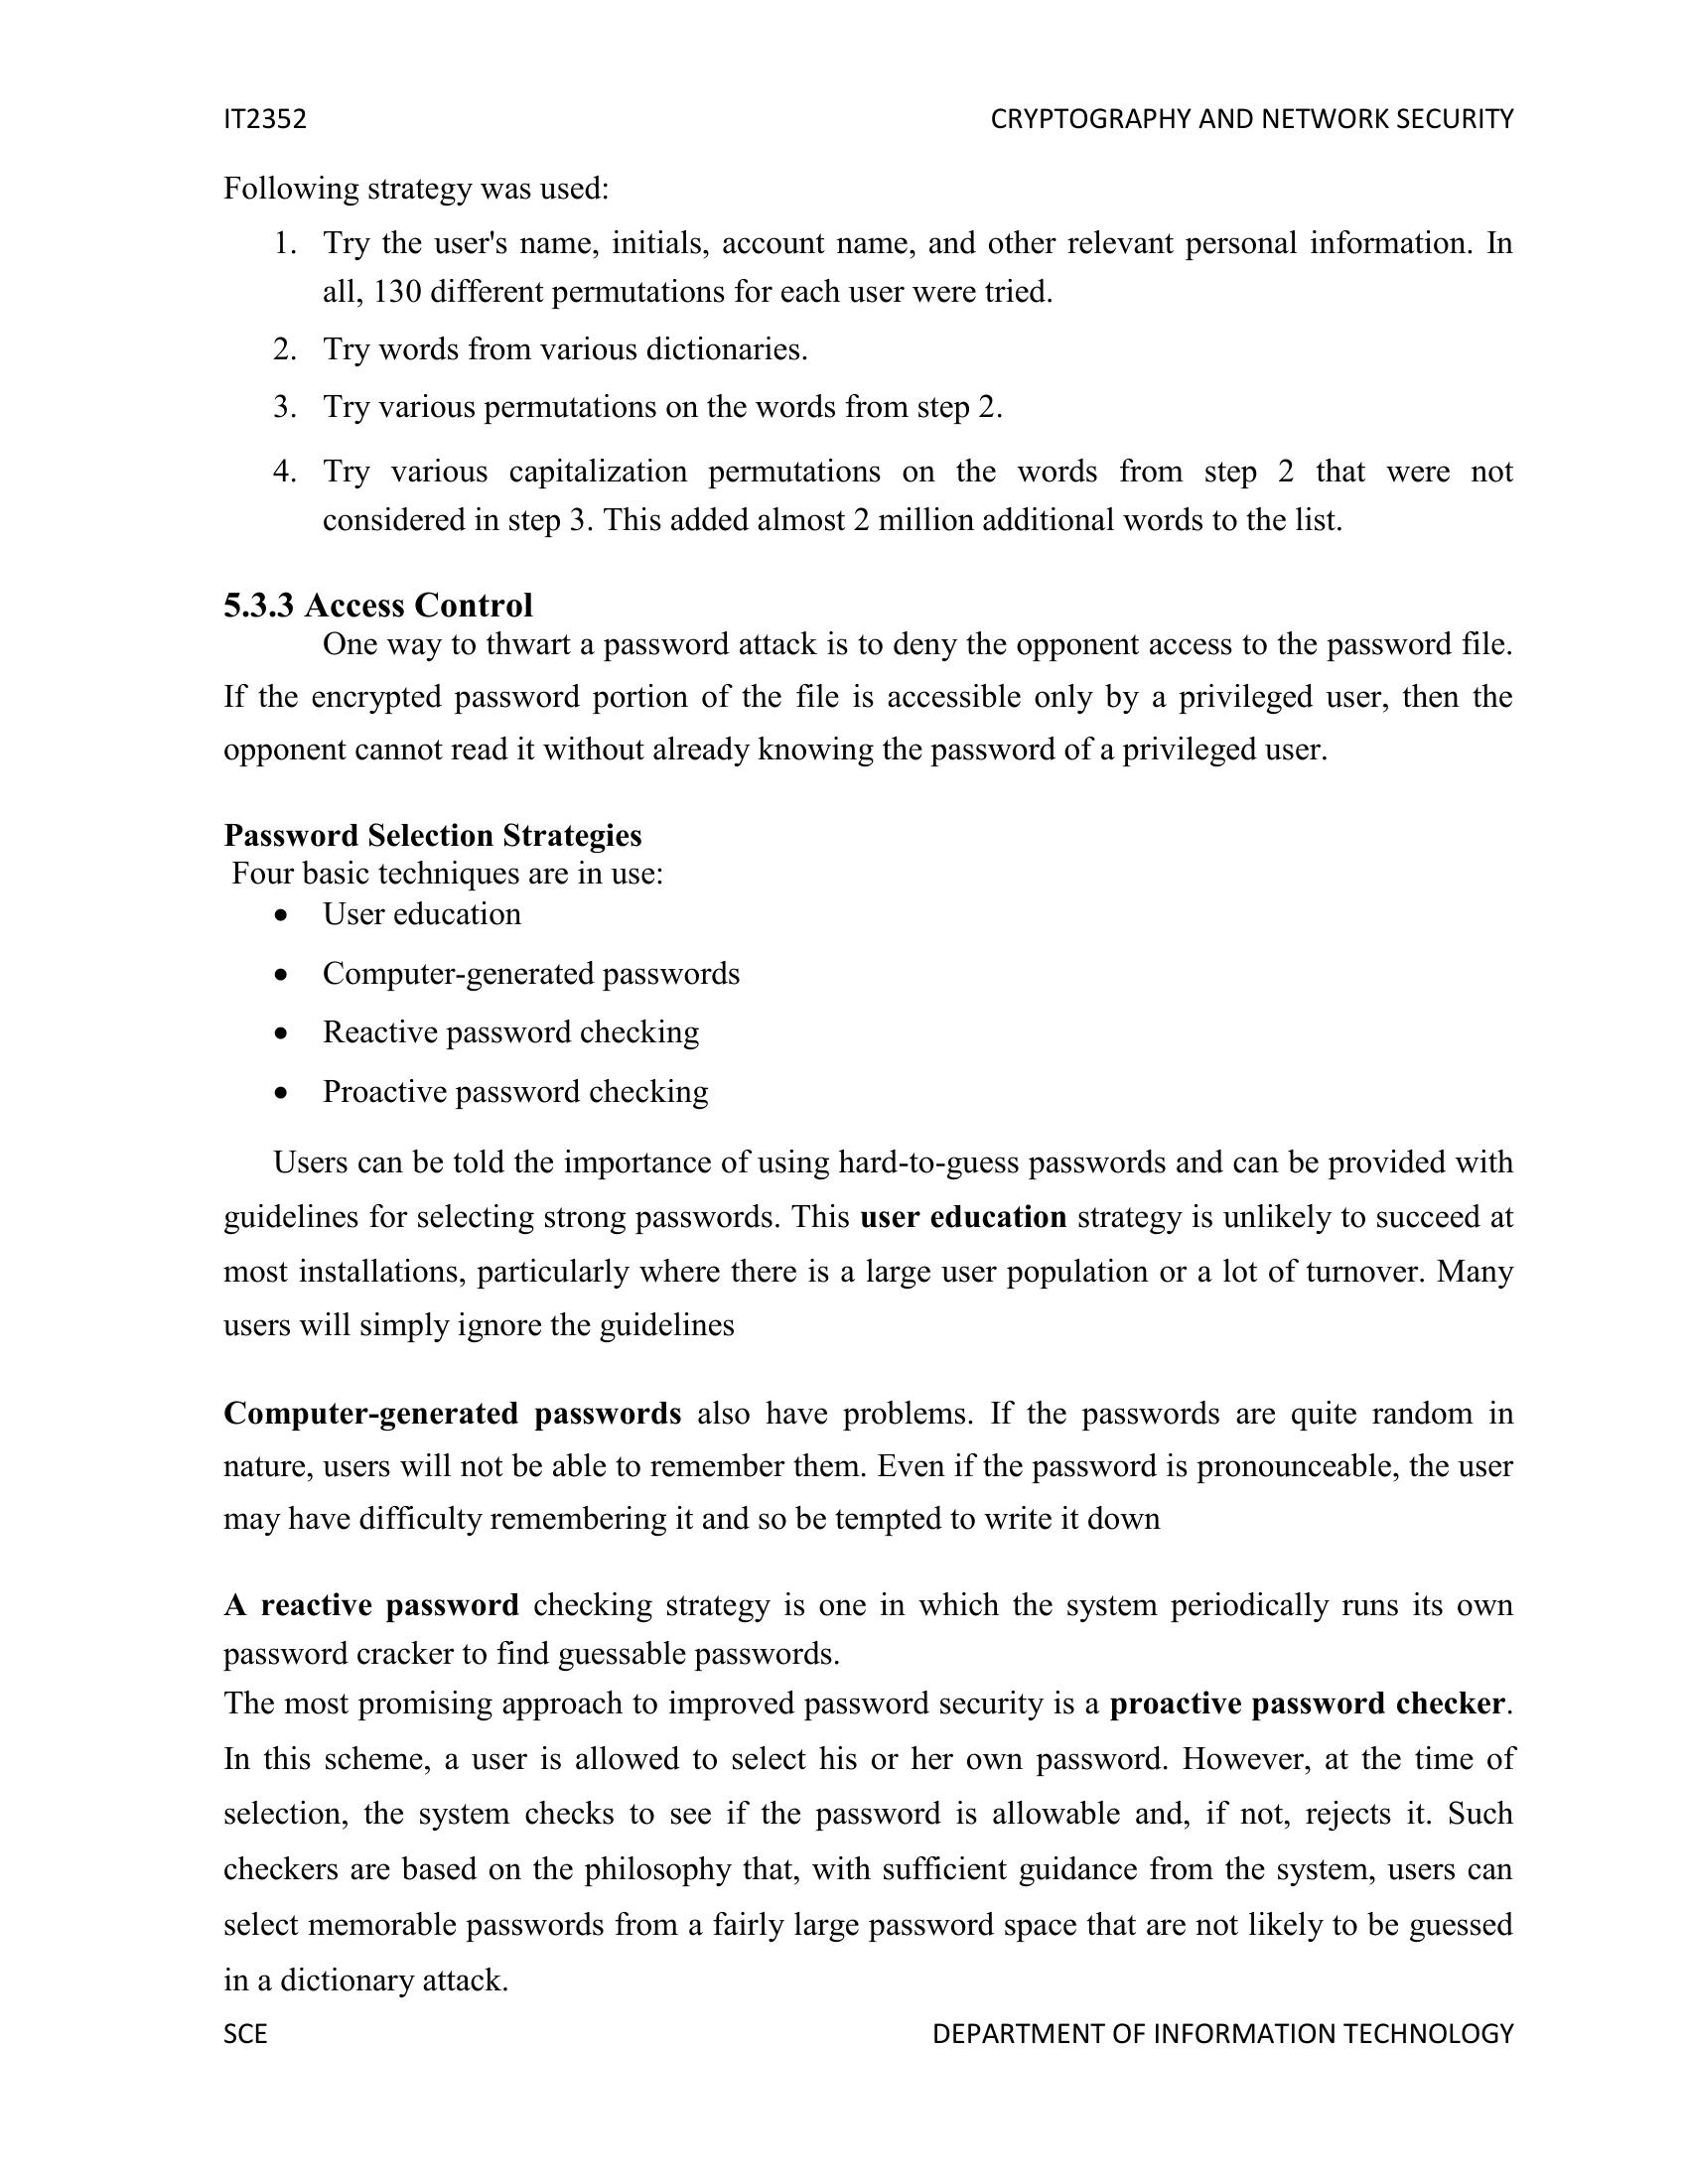 IT2352 CRYPTOGRAPHY AND NETWORK SECURITY
Following strategy was used:
1. Try the user's name, initials, account name, and other relevant personal information. In
all, 130 different permutations for each user were tried.
2. Try words from various dictionaries.
3. Try various permutations on the words from step 2.
4. Try various capitalization permutations on the words from step 2 that were not
considered in step 3. This added almost 2 million additional words to the list.
5.3.3 Access Control
One way to thwart a password attack is to deny the opponent access to the password file.
If the encrypted password portion of the file is accessible only by a privileged user, then the
opponent cannot read it without already knowing the password of a privileged user.
Password Selection Strategies
Four basic techniques are in use:
• User education
• Computer-generated passwords
• Reactive password checking
• Proactive password checking
Users can be told the importance of using hard-to-guess passwords and can be provided with
guidelines for selecting strong passwords. This user education strategy is unlikely to succeed at
most installations, particularly where there is a large user population or a lot of turnover. Many
users will simply ignore the guidelines
Computer-generated passwords also have problems. If the passwords are quite random in
nature, users will not be able to remember them. Even if the password is pronounceable, the user
may have difficulty remembering it and so be tempted to write it down
A reactive password checking strategy is one in which the system periodically runs its own
password cracker to find guessable passwords.
The most promising approach to improved password security is a proactive password checker.
In this scheme, a user is allowed to select his or her own password. However, at the time of
selection, the system checks to see if the password is allowable and, if not, rejects it. Such
checkers are based on the philosophy that, with sufficient guidance from the system, users can
select memorable passwords from a fairly large password space that are not likely to be guessed
in a dictionary attack.
SCE DEPARTMENT OF INFORMATION TECHNOLOGY